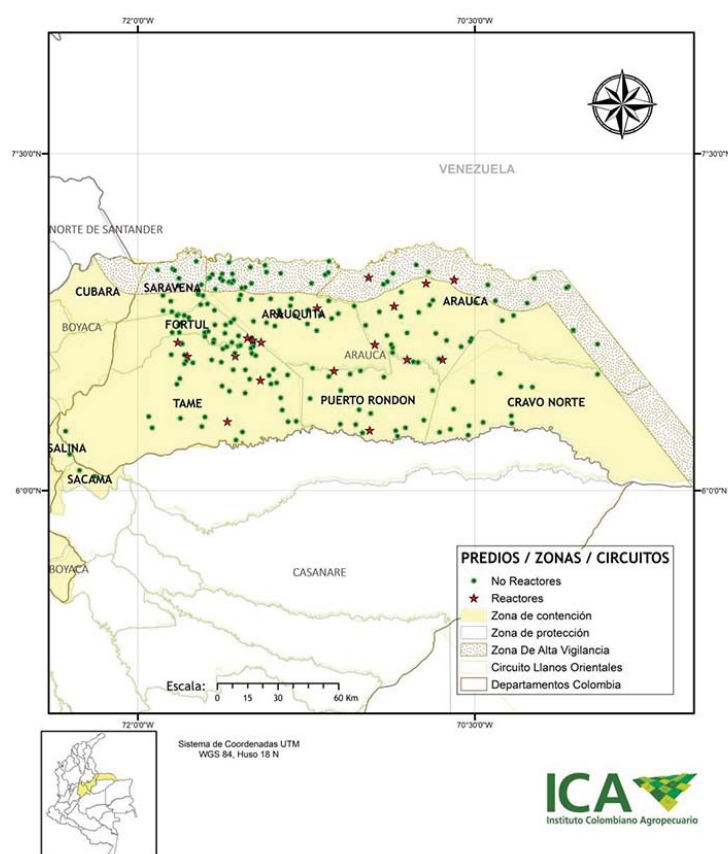 72°0'0"W
70°30'0"W
7°30'0"N
7°30'0"N
VENEZUELA
NORTE DE SANTANDER
CUBARA
SARAVENA
ARAUCA
BOYACA
FORTUL
ARAUQUITA
ARAUCA
TAME
PUERTO RONDON
CRAVO NORTE
SALINA
SACAMA
6°0'0"N
6°0'0"N
BOYACA
CASANARE
PREDIOS / ZONAS / CIRCUITOS
No Reactores
Reactores
Zona de contención
Zona de protección
Zona De Alta Vigilancia
Circuito Llanos Orientales
Departamentos Colombia
Escala:
0 15 30 60 Km
72°0'0"W
70°30'0"W
Sistema de Coordenadas UTM
WGS 84, Huso 18 N
ICA
Instituto Colombiano Agropecuario